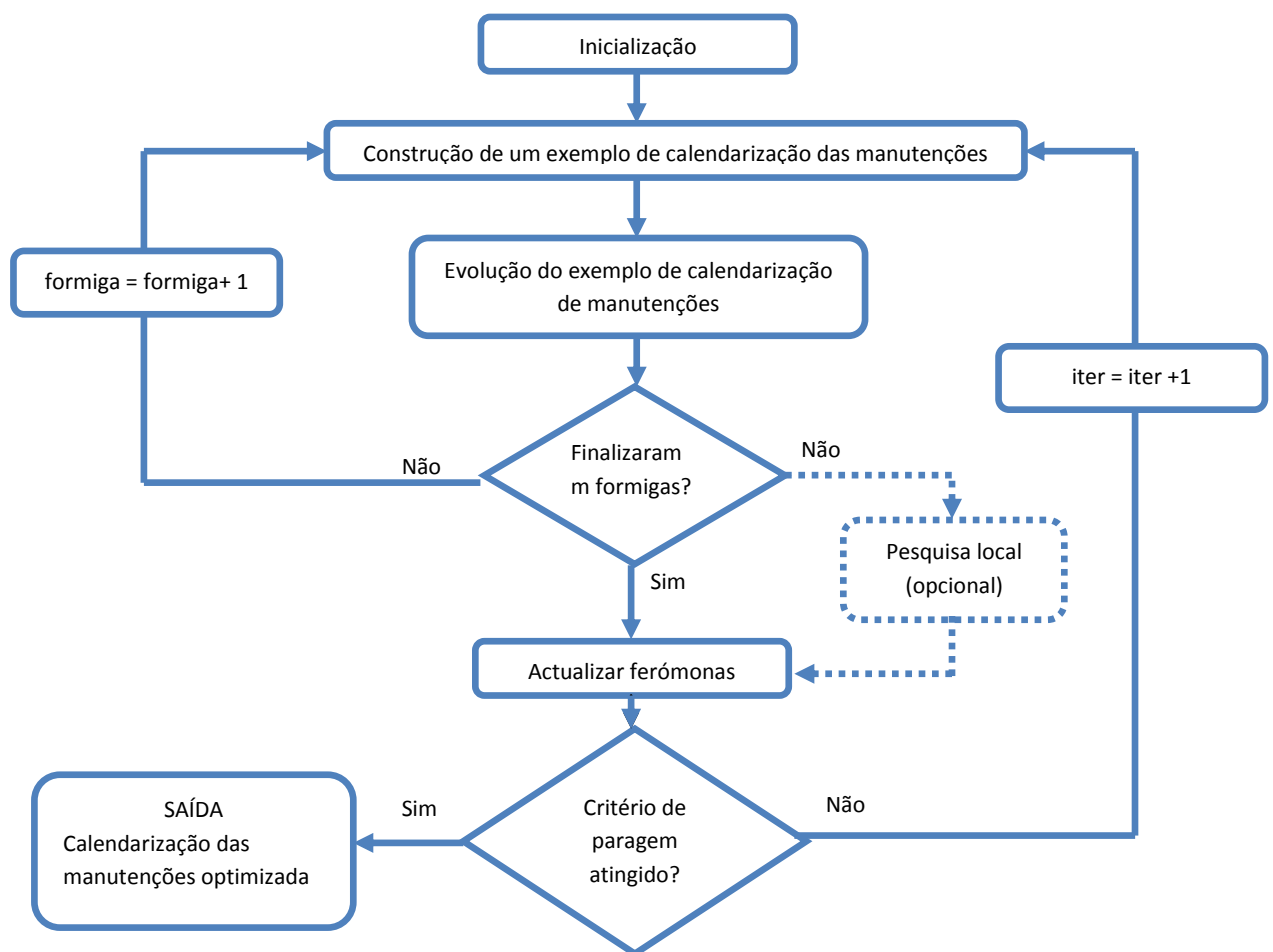 Inicialização
Construção de um exemplo de calendarização das manutenções
Evolução do exemplo de calendarização
de manutenções
formiga = formiga+ 1
iter = iter +1
Finalizaram
m formigas?
Não
Não
Pesquisa local
(opcional)
Sim
Actualizar ferómonas
SAÍDA
Calendarização das
manutenções optimizada
Sim
Critério de
paragem
atingido?
Não